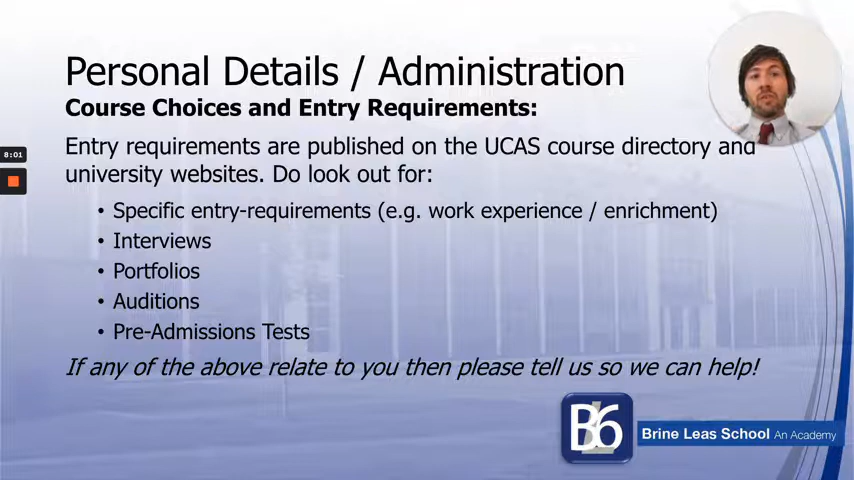 Personal Details / Administration
Course Choices and Entry Requirements:
Entry requirements are published on the UCAS course directory and
university websites. Do look out for:
• Specific entry-requirements (e.g. work experience / enrichment)
• Interviews
• Portfolios
• Auditions
• Pre-Admissions Tests
If any of the above relate to you then please tell us so we can help!
8:01
BL6
Brine Leas School An Academy